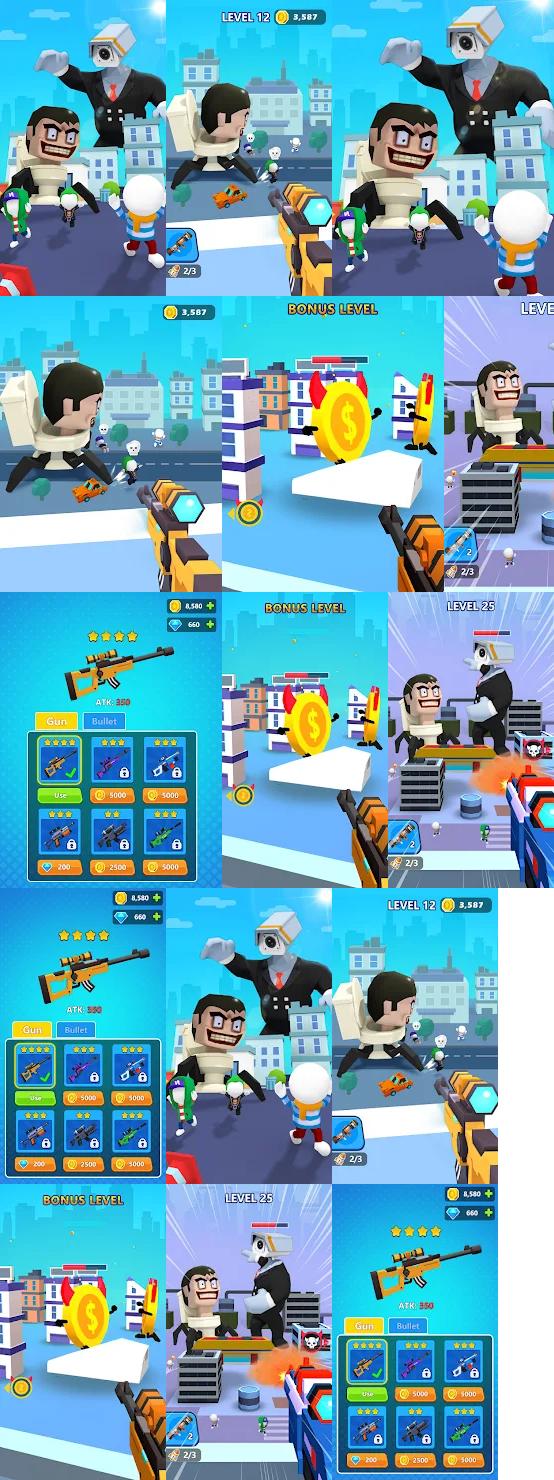 LEVEL 12 3,587
2/3
3,587
BONUS LEVEL
LEVE
2
2/3
8,580
660
ATK: 350
Gun Bullet
Use 5000 5000
200 2500 5000
BONUS LEVEL
LEVEL 25
2
2/3
8,580
660
ATK: 350
Gun Bullet
Use 5000 5000
200 2500 5000
LEVEL 12 3,587
2/3
BONUS LEVEL
LEVEL 25
2
2/3
8,580
660
ATK: 350
Gun Bullet
Use 5000 5000
200 2500 5000